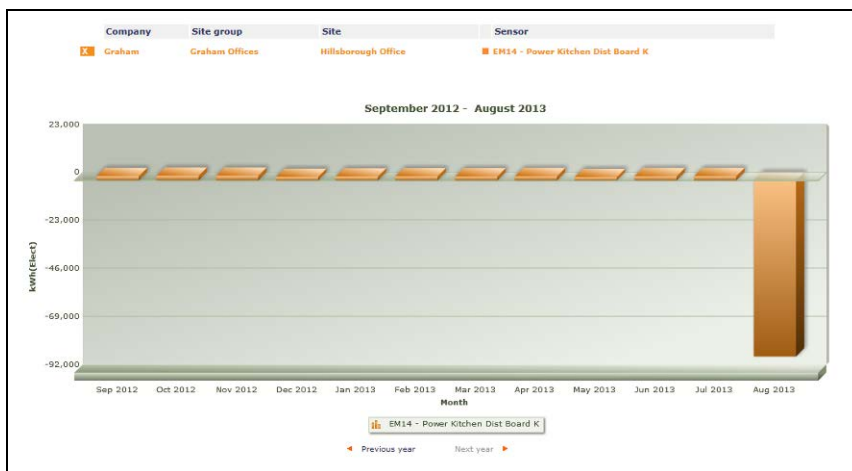 Company Site group Site Sensor
X Graham Graham Offices Hillsborough Office EM14 - Power Kitchen Dist Board K
September 2012 - August 2013
23,000
0
-23,000
-46,000
-69,000
-92,000
kWh(Elect)
Sep 2012 Oct 2012 Nov 2012 Dec 2012 Jan 2013 Feb 2013 Mar 2013 Apr 2013 May 2013 Jun 2013 Jul 2013 Aug 2013
Month
EM14 - Power Kitchen Dist Board K
Previous year Next year